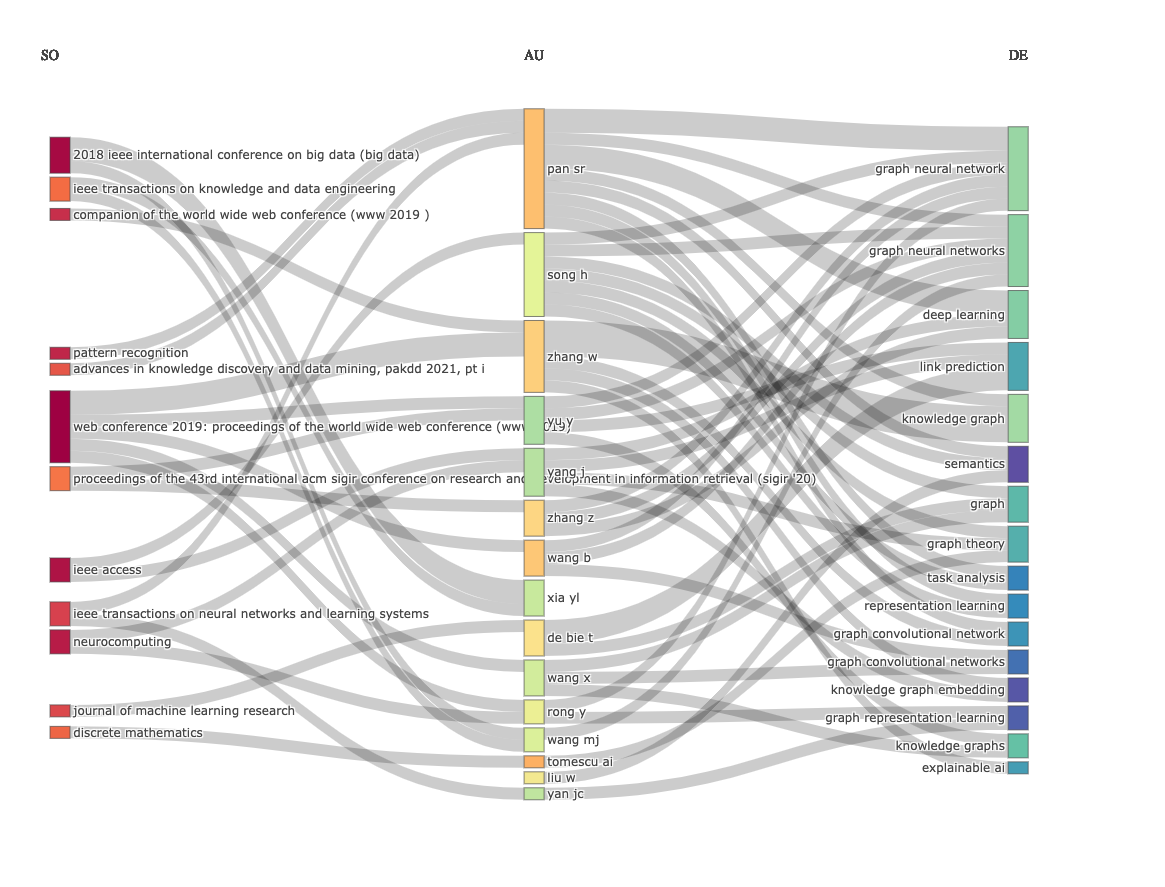 SO
AU
DE
2018 ieee international conference on big data (big data)
ieee transactions on knowledge and data engineering
companion of the world wide web conference (www 2019 )
pattern recognition
advances in knowledge discovery and data mining, pakdd 2021, pt i
web conference 2019: proceedings of the world wide web conference (www 2019)
proceedings of the 43rd international acm sigir conference on research and development in information retrieval (sigir '20)
ieee access
ieee transactions on neural networks and learning systems
neurocomputing
journal of machine learning research
discrete mathematics
pan sr
song h
zhang w
yu y
yang j
zhang z
wang b
xia yl
de bie t
wang x
rong y
wang mj
tomescu ai
liu w
yan jc
graph neural network
graph neural networks
deep learning
link prediction
knowledge graph
semantics
graph
graph theory
task analysis
representation learning
graph convolutional network
graph convolutional networks
knowledge graph embedding
graph representation learning
knowledge graphs
explainable ai